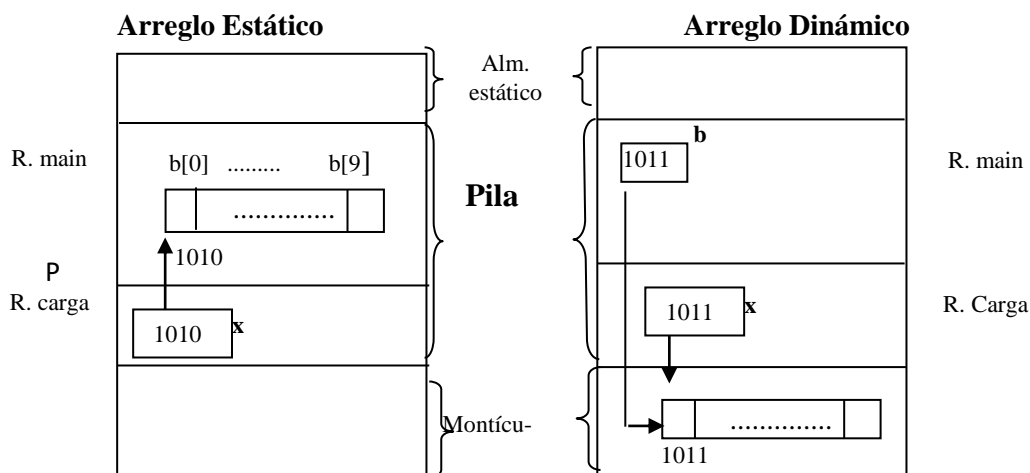 Arreglo Estático
Arreglo Dinámico
Alm.
estático
R. main
b[0] ......... b[9]
..............
1010
Pila
b
1011
R. main
P
R. carga
1010
x
1011
x
R. Carga
Montícu-
..............
1011